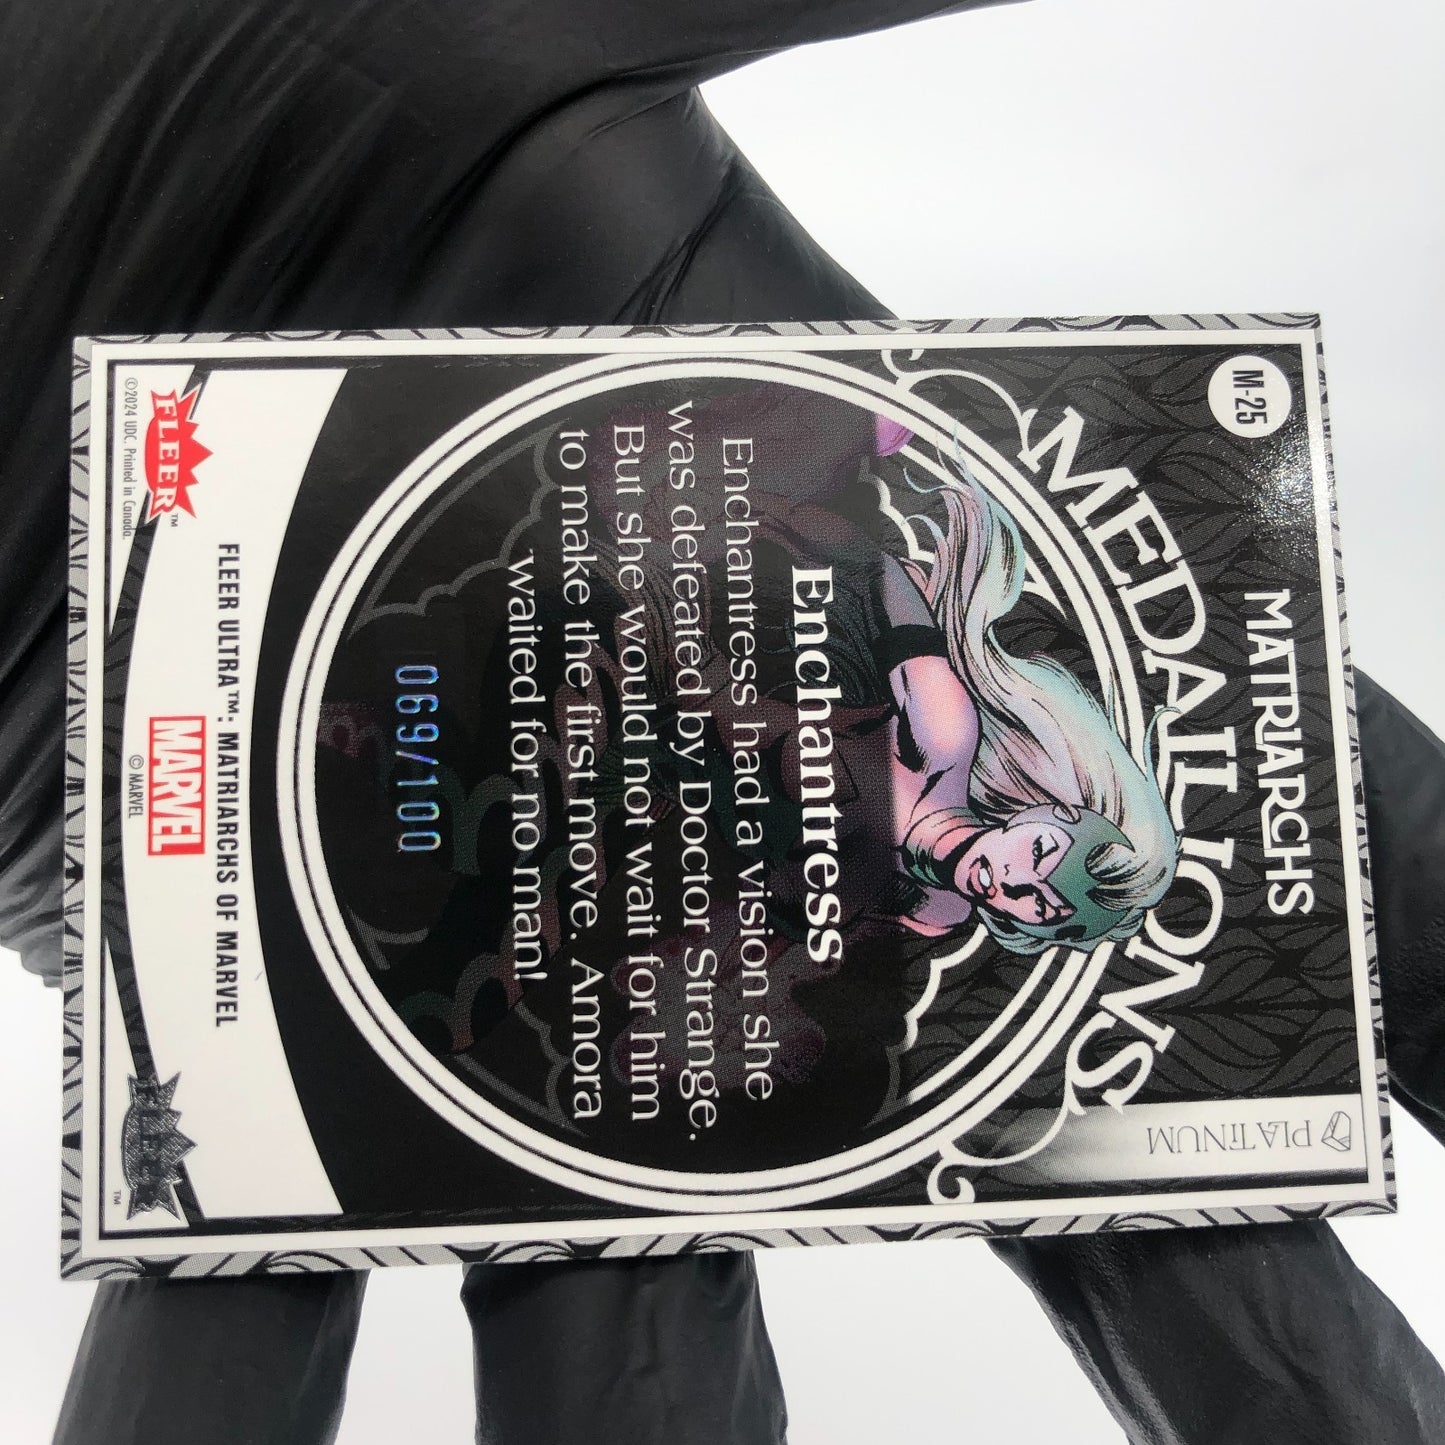 M-25
MATRIARCHS
MEDALLIONS
PLATINUM
Enchantress
Enchantress had a vision she
was defeated by Doctor Strange.
But she would not wait for him
to make the first move. Amora
waited for no man!
069/100
FLEER ULTRA™: MATRIARCHS OF MARVEL
FLEER™
MARVEL
© MARVEL
FLEER
™
©2024 UDC. Printed in Canada.